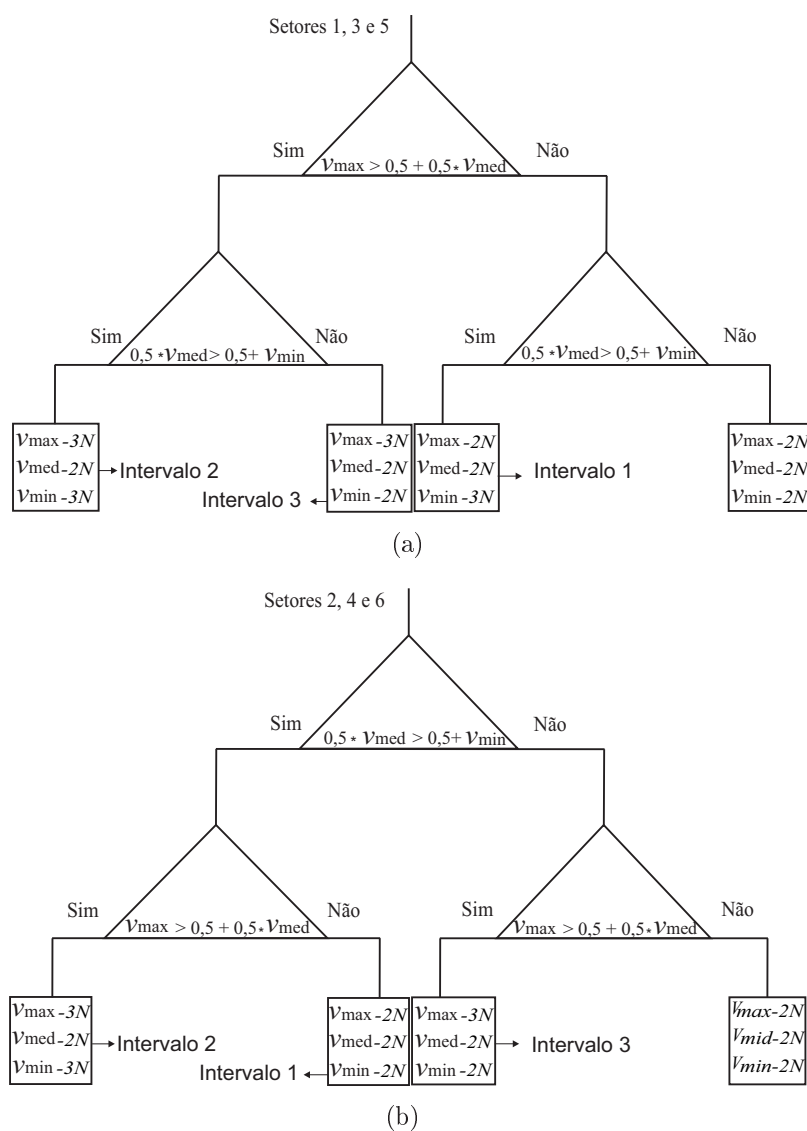 Setores 1, 3 e 5
Sim
Não
vmax > 0,5 + 0,5* vmed
Sim
Não
Sim
Não
0,5 *vmed> 0,5+ vmin
0,5 *vmed> 0,5+ vmin
vmax -3N
vmed-2N
vmin -3N
Intervalo 2
vmax -3N
vmed-2N
vmin -2N
Intervalo 3
vmax -2N
vmed-2N
vmin -3N
Intervalo 1
vmax -2N
vmed-2N
vmin -2N
(a)
Setores 2, 4 e 6
Sim
Não
0,5 * vmed > 0,5+ vmin
Sim
Não
Sim
Não
vmax > 0,5 + 0,5* vmed
vmax > 0,5 + 0,5* vmed
vmax -3N
vmed-2N
vmin -3N
Intervalo 2
vmax -2N
vmed-2N
vmin -2N
Intervalo 1
vmax -3N
vmed-2N
vmin -2N
Intervalo 3
Vmax-2N
Vmid-2N
Vmin-2N
(b)